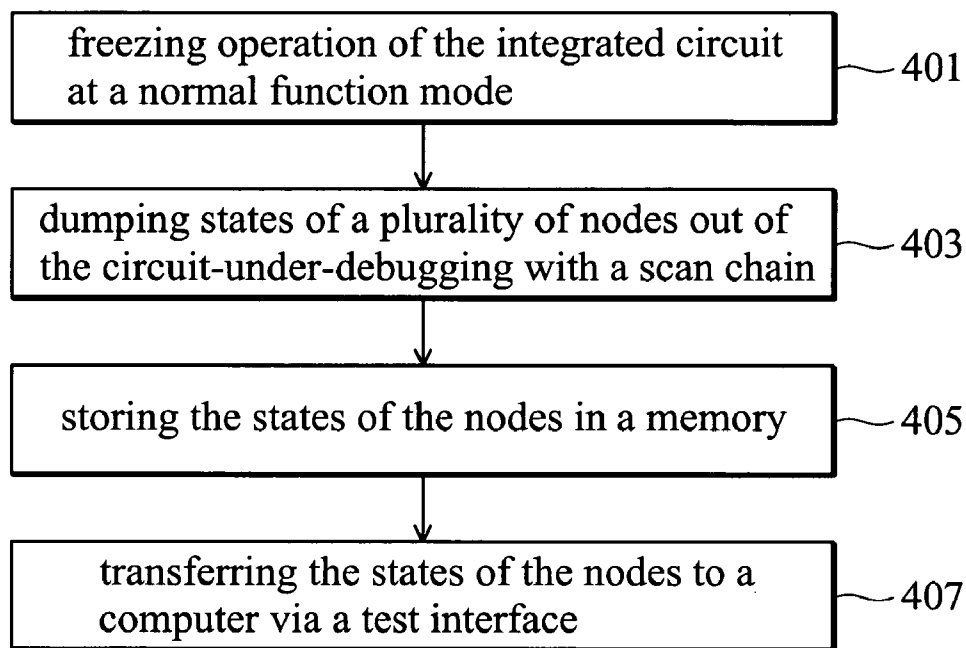 freezing operation of the integrated circuit
at a normal function mode
401
dumping states of a plurality of nodes out of
the circuit-under-debugging with a scan chain
403
storing the states of the nodes in a memory
405
transferring the states of the nodes to a
computer via a test interface
407